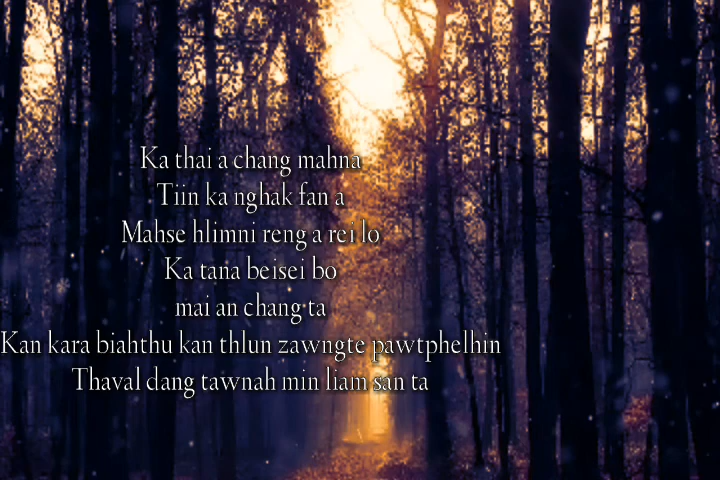 Ka thai a chang mahna
Tiin ka nghak fan a
Mahse hlimni reng a rei lo
Ka tana beisei bo
mai an chang ta
Kan kara biahthu kan thlun zawngte pawtphelhin
Thaval dang tawnah min liam san ta